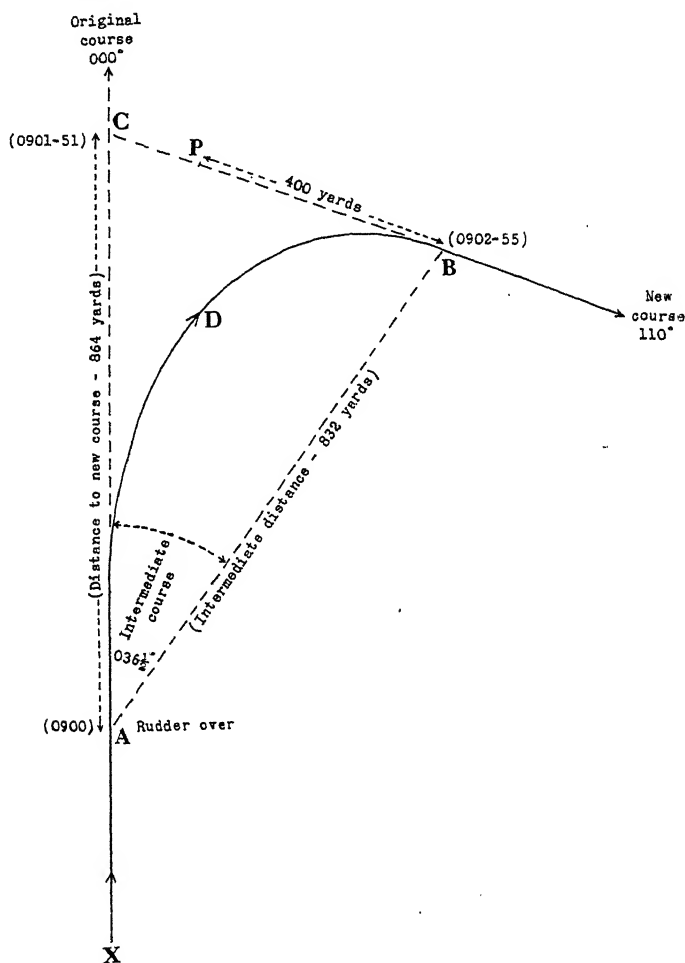 Original
course
000°
C
(0901-51)
P
400 yards
(0902-55)
B
New
course
110°
D
(Distance to new course - 864 yards)
(Intermediate distance - 832 yards)
Intermediate
course
036½°
(0900)
A Rudder over
X